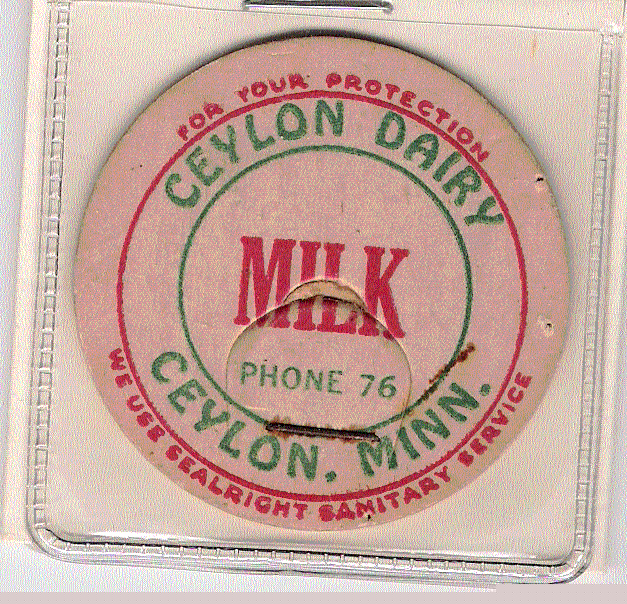 FOR YOUR PROTECTION
CEYLON DAIRY
MILK
PHONE 76
CEYLON, MINN.
WE USE SEALRIGHT SANITARY SERVICE